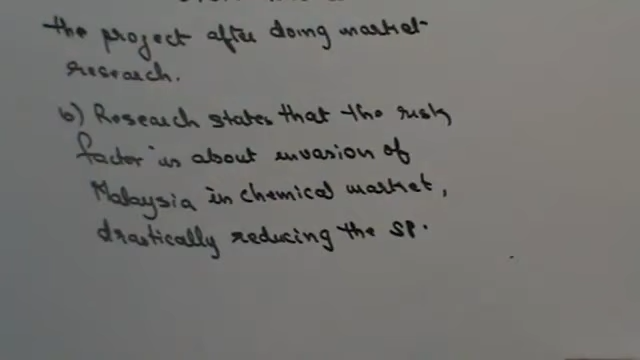 the project after doing market
research.
b) Research states that the risk
factor is about invasion of
Malaysia in chemical market,
drastically reducing the SP.